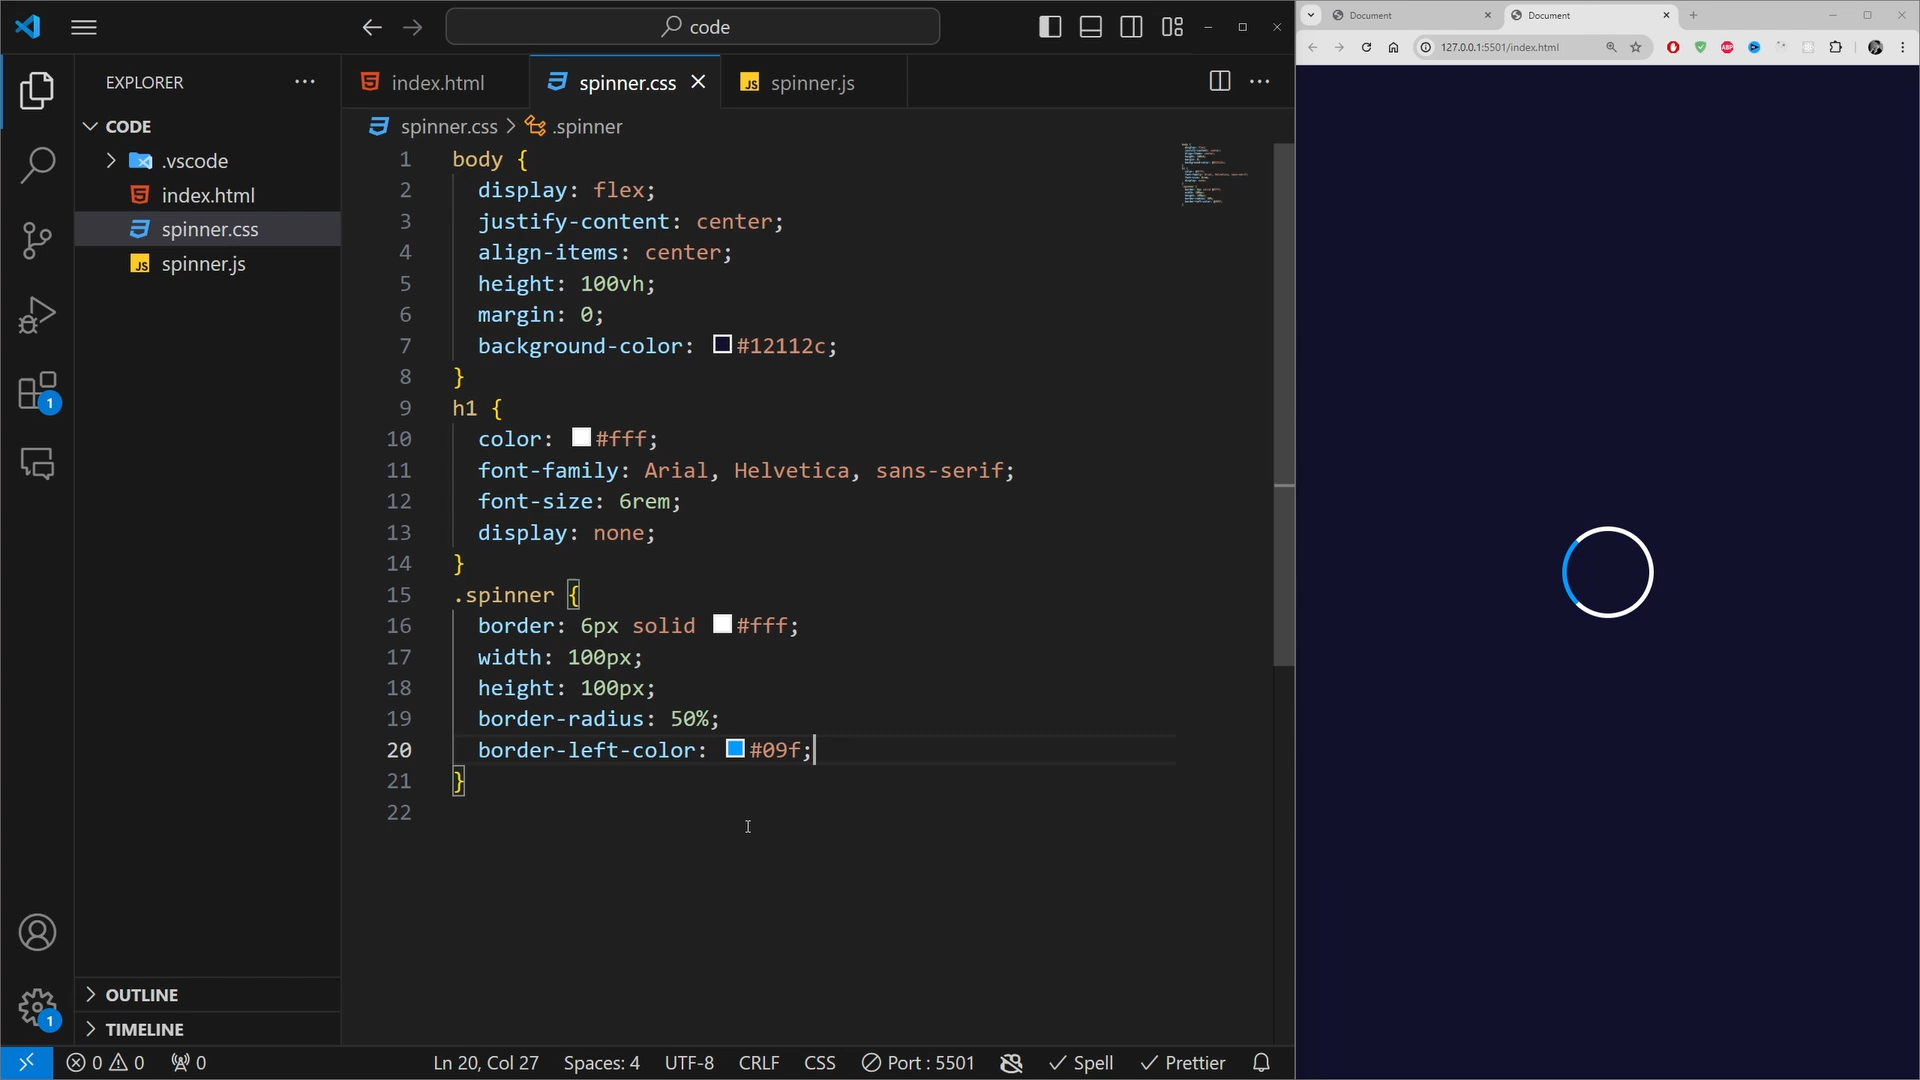 code
Document
Document
127.0.0.1:5501/index.html
EXPLORER
CODE
.vscode
index.html
spinner.css
spinner.js
OUTLINE
TIMELINE
1
1
index.html
spinner.css
spinner.js
spinner.css > .spinner
1 body {
2 display: flex;
3 justify-content: center;
4 align-items: center;
5 height: 100vh;
6 margin: 0;
7 background-color: #12112c;
8 }
9 h1 {
10 color: #fff;
11 font-family: Arial, Helvetica, sans-serif;
12 font-size: 6rem;
13 display: none;
14 }
15 .spinner {
16 border: 6px solid #fff;
17 width: 100px;
18 height: 100px;
19 border-radius: 50%;
20 border-left-color: #09f;
21 }
22
0 0 0 Ln 20, Col 27 Spaces: 4 UTF-8 CRLF CSS Port : 5501 Spell Prettier